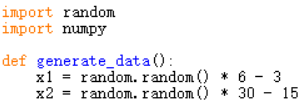 import random
import numpy
def generate_data():
    x1 = random.random() * 6 - 3
    x2 = random.random() * 30 - 15